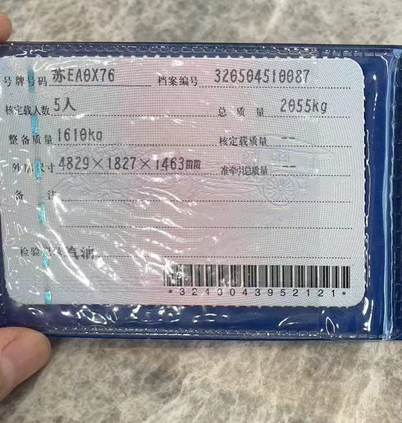 号牌号码 苏EA0X76 档案编号 320504510087
核定载人数 5人 总质量 2055kg
整备质量 1610kg 核定载质量 --
外廓尺寸 4829×1827×1463mm 准牵引总质量 --
备注
检验记录 汽油
*3240043952121*